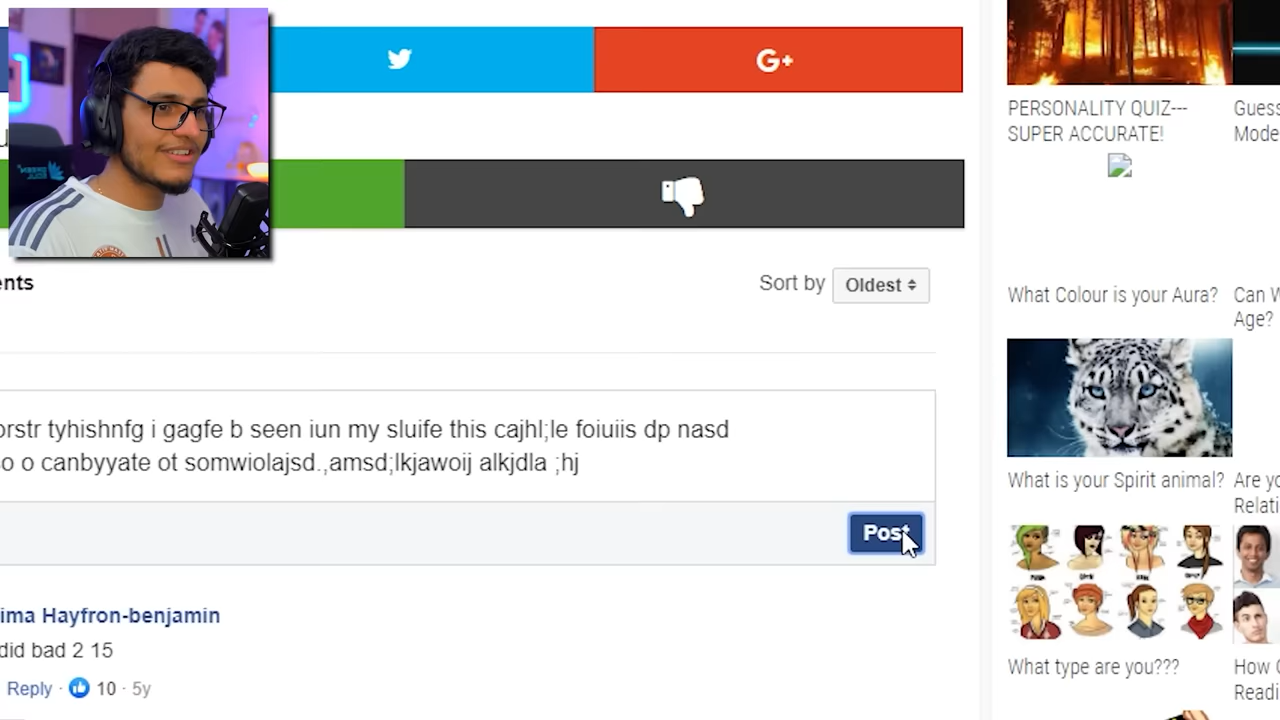 G+
PERSONALITY QUIZ---
SUPER ACCURATE!
Guess
Mode
nts
Sort by Oldest
What Colour is your Aura?
Can W
Age?
orstr tyhishnfg i gagfe b seen iun my sluife this cajhl;le foiuiis dp nasd
so o canbyyate ot somwiolajsd.,amsd;lkjawoij alkjdla ;hj
What is your Spirit animal?
Are yo
Relati
Post
ima Hayfron-benjamin
did bad 2 15
Reply · 10 · 5y
What type are you???
How C
Readi